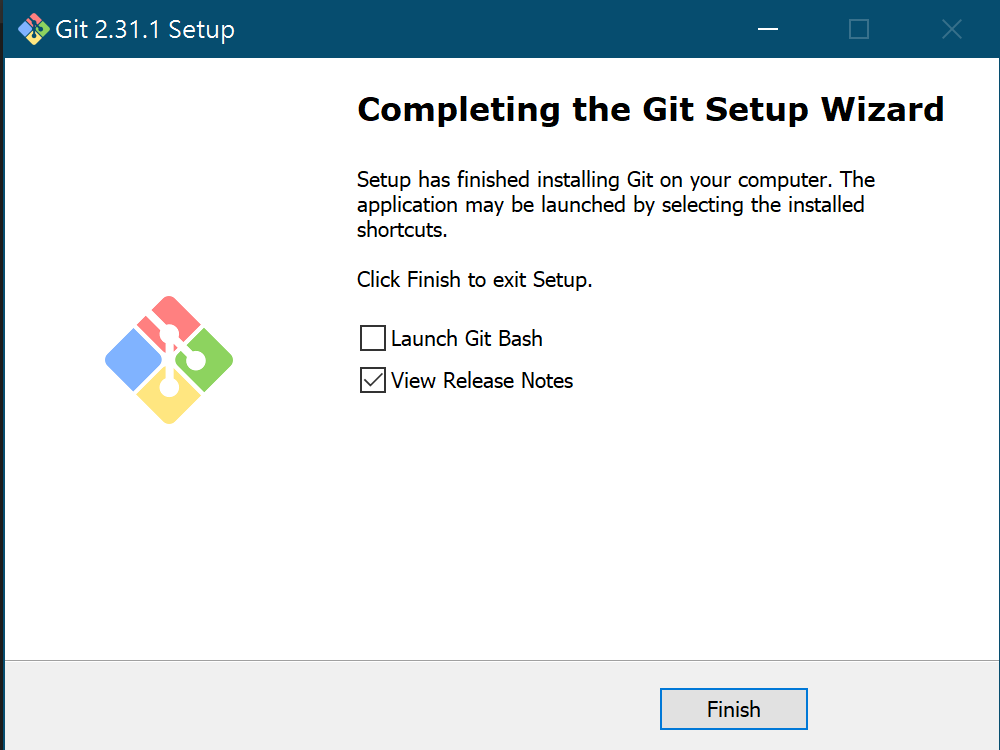 Git 2.31.1 Setup
Completing the Git Setup Wizard
Setup has finished installing Git on your computer. The
application may be launched by selecting the installed
shortcuts.
Click Finish to exit Setup.
Launch Git Bash
View Release Notes
Finish